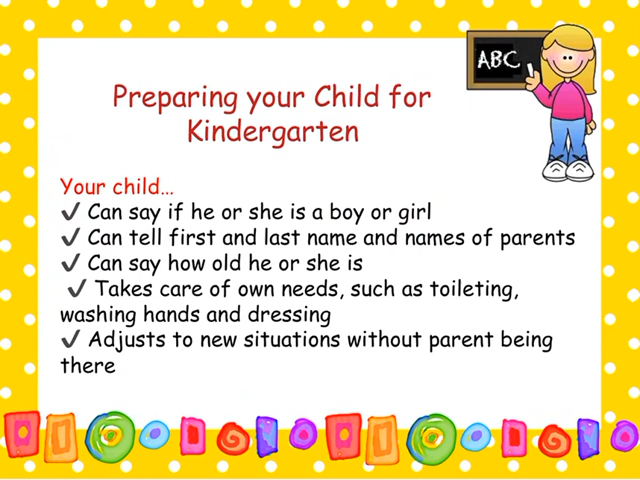 ABC
Preparing your Child for
Kindergarten
Your child…
✔ Can say if he or she is a boy or girl
✔ Can tell first and last name and names of parents
✔ Can say how old he or she is
✔ Takes care of own needs, such as toileting,
washing hands and dressing
✔ Adjusts to new situations without parent being
there